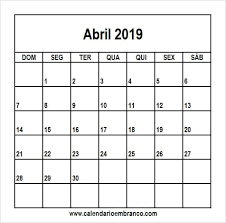 Abril 2019
DOM SEG TER QUA QUI SEX SÁB
1 2 3 4 5 6
7 8 9 10 11 12 13
14 15 16 17 18 19 20
21 22 23 24 25 26 27
28 29 30
www.calendarioembranco.com